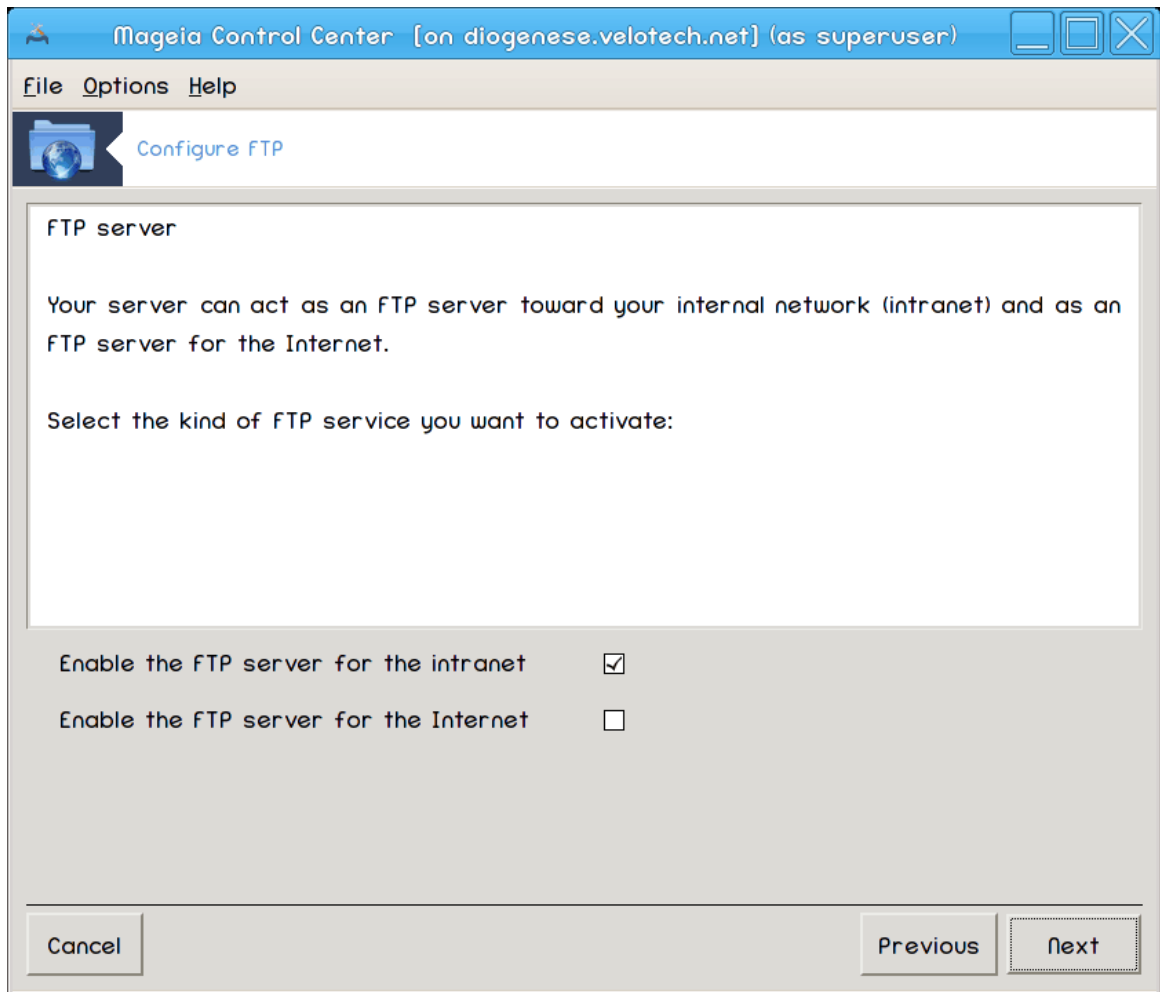 Mageia Control Center [on diogenese.velotech.net] (as superuser)
File Options Help
Configure FTP
FTP server
Your server can act as an FTP server toward your internal network (intranet) and as an
FTP server for the Internet.
Select the kind of FTP service you want to activate:
Enable the FTP server for the intranet
Enable the FTP server for the Internet
Cancel Previous Next